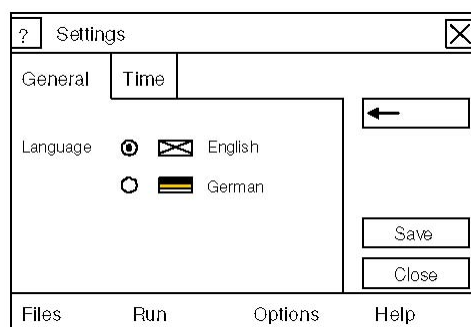 ? Settings
General Time
Language English
German
Save
Close
Files Run Options Help